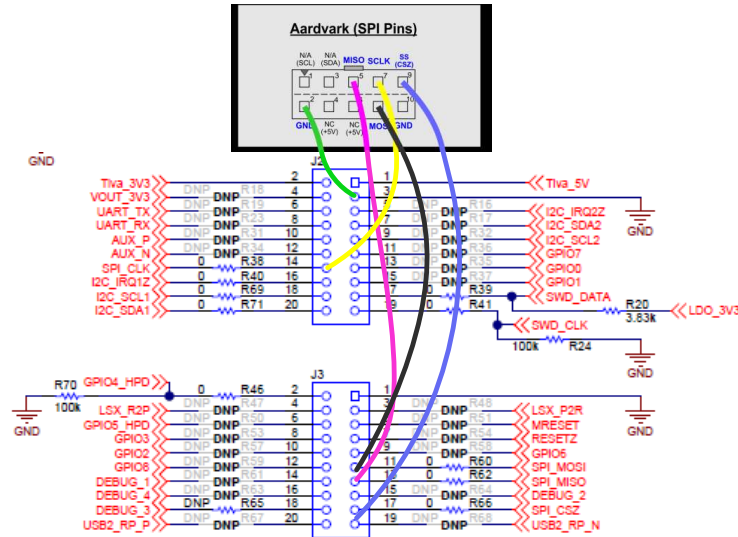 Aardvark (SPI Pins)
N/A (SCL) N/A (SDA) MISO SCLK SS (CSZ)
1 3 5 7 9
2 4 10
GND NC (+5V) NC (+5V) MOSI GND
GND
J2
Tiva_3V3 2 1 Tiva_5V
VOUT_3V3 DNP R18 4 3
UART_TX DNP R19 6 5 DNP R16 I2C_IRQ2Z GND
UART_RX DNP R23 8 7 DNP R17 I2C_SDA2
AUX_P DNP R31 10 9 DNP R32 I2C_SCL2
AUX_N DNP R34 12 11 DNP R36 GPIO7
SPI_CLK 0 R38 14 13 DNP R35 GPIO0
I2C_IRQ1Z 0 R40 16 15 DNP R37 GPIO1
I2C_SCL1 0 R69 18 17 0 R39 SWD_DATA
I2C_SDA1 0 R71 20 19 0 R41 R20 LDO_3V3
3.83k
SWD_CLK
100k R24
GND
J3
R70 GPIO4_HPD 0 R46 2 1
100k
GND
LSX_R2P DNP R47 4 3 DNP R48 LSX_P2R GND
GPIO5_HPD DNP R50 6 DNP R51 MRESET
GPIO3 DNP R53 8 DNP R54 RESETZ
GPIO2 DNP R57 10 9 DNP R58 GPIO6
GPIO6 DNP R59 12 11 0 R60 SPI_MOSI
DEBUG_1 DNP R61 14 13 0 R62 SPI_MISO
DEBUG_4 DNP R63 16 15 DNP R64 DEBUG_2
DEBUG_3 DNP R65 18 17 0 R66 SPI_CSZ
USB2_RP_P DNP R67 20 19 DNP R68 USB2_RP_N